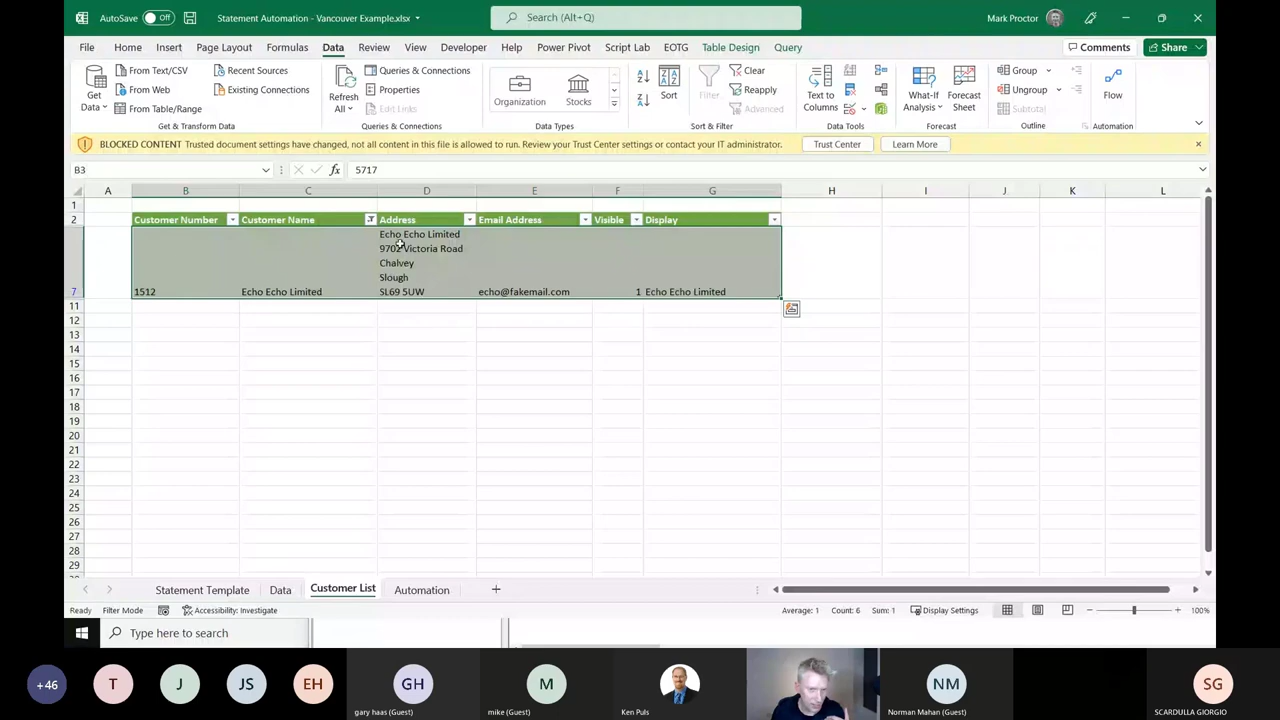 AutoSave Off Statement Automation - Vancouver Example.xlsx Search (Alt+Q) Mark Proctor
File Home Insert Page Layout Formulas Data Review View Developer Help Power Pivot Script Lab EOTG Table Design Query Comments Share
Get Data
From Text/CSV
From Web
From Table/Range
Recent Sources
Existing Connections
Get & Transform Data
Refresh All
Queries & Connections
Properties
Edit Links
Queries & Connections
Organization
Stocks
Data Types
Sort
Filter
Clear
Reapply
Advanced
Sort & Filter
Text to Columns
Data Tools
What-If Analysis
Forecast Sheet
Forecast
Group
Ungroup
Subtotal
Outline
Flow
Automation
BLOCKED CONTENT Trusted document settings have changed, not all content in this file is allowed to run. Review your Trust Center settings or contact your IT administrator. Trust Center Learn More
B3 fx 5717
A B C D E F G H I J K L
1
2 Customer Number Customer Name Address Email Address Visible Display
Echo Echo Limited
9702 Victoria Road
Chalvey
Slough
7 1512 Echo Echo Limited SL69 5UW echo@fakemail.com 1 Echo Echo Limited
11
12
13
14
15
16
17
18
19
20
21
22
23
24
25
26
27
28
29
Statement Template Data Customer List Automation
Ready Filter Mode Accessibility: Investigate Average: 1 Count: 6 Sum: 1 Display Settings 100%
Type here to search
+46 T J JS EH GH M NM SG
gary haas (Guest) mike (Guest) Ken Puls Norman Mahan (Guest) SCARDULLA GIORGIO